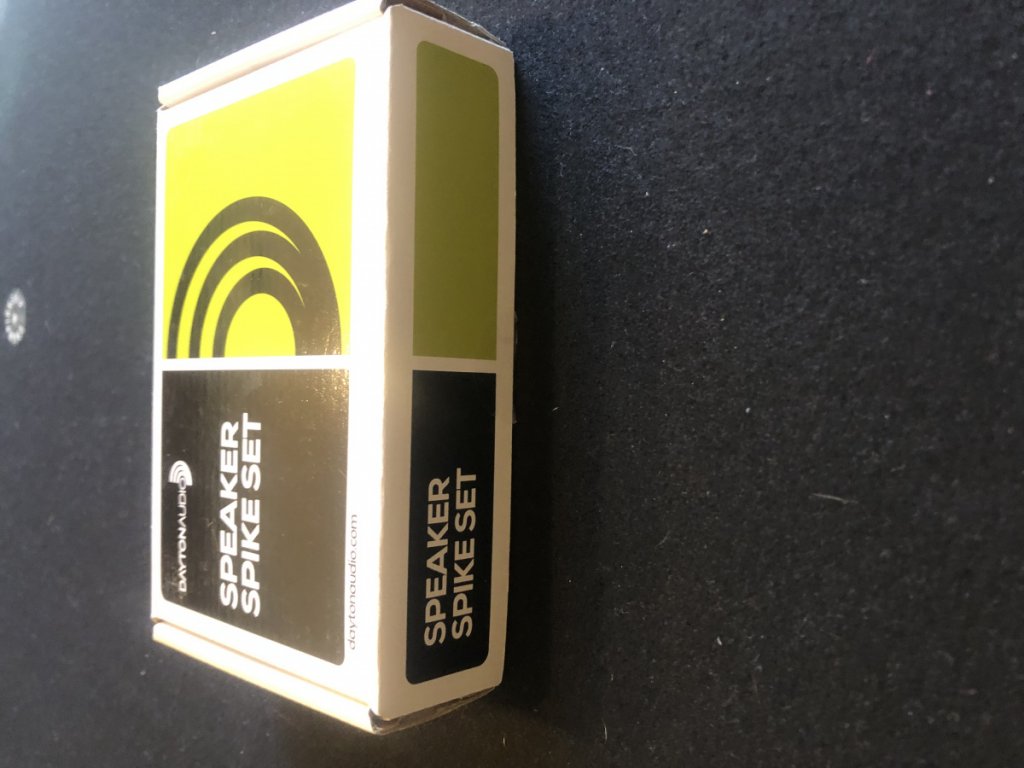 DAYTONAUDIO
SPEAKER
SPIKE SET
daytonaudio.com
SPEAKER
SPIKE SET